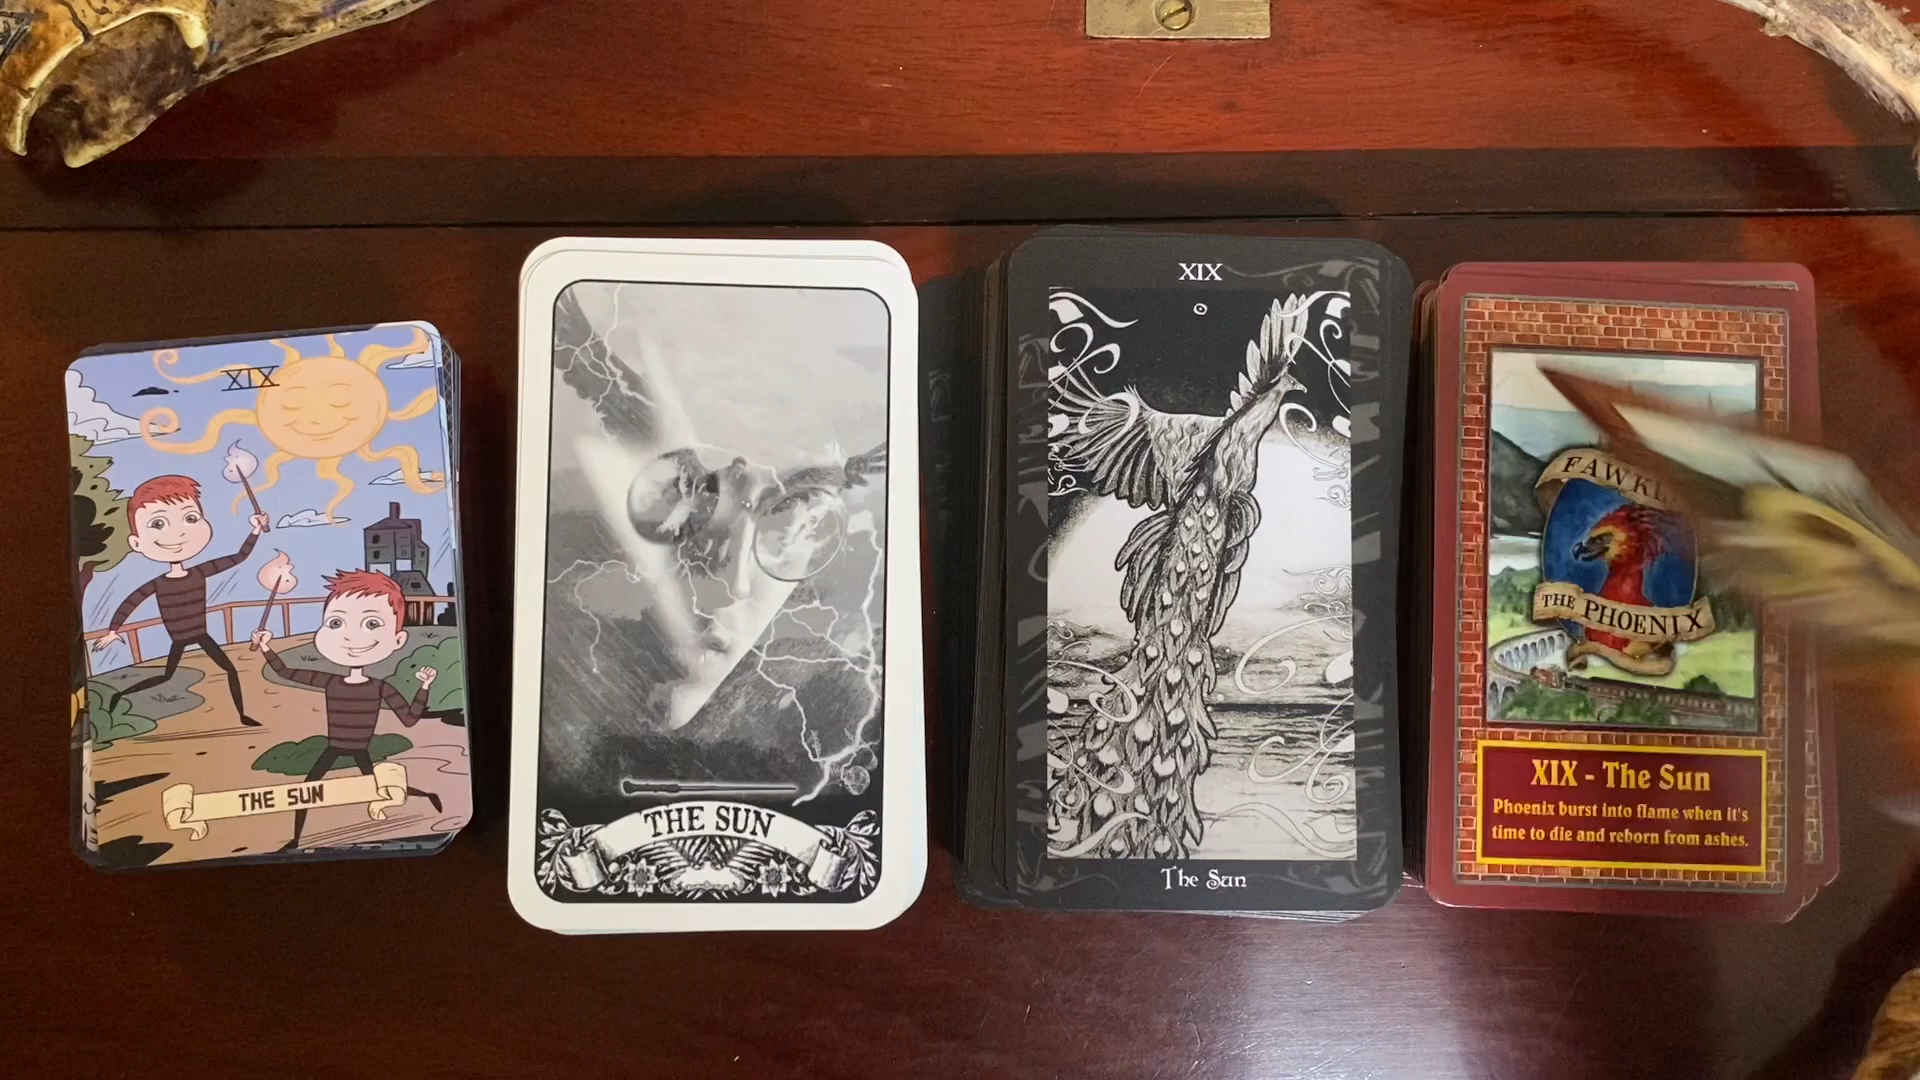 XIX
THE SUN
THE SUN
XIX
The Sun
THE PHOENIX
XIX - The Sun
Phoenix burst into flame when it's
time to die and reborn from ashes.